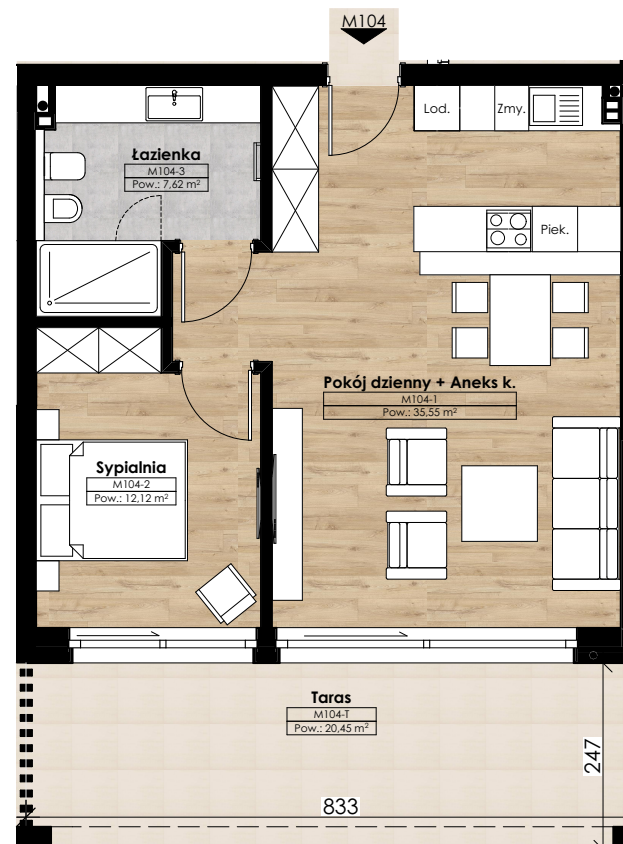 M104
Lod.
Zmy.
Łazienka
M104-3
Pow.: 7,62 m²
Piek.
Pokój dzienny + Aneks k.
M104-1
Pow.: 35,55 m²
Sypialnia
M104-2
Pow.: 12,12 m²
Taras
M104-T
Pow.: 20,45 m²
247
833